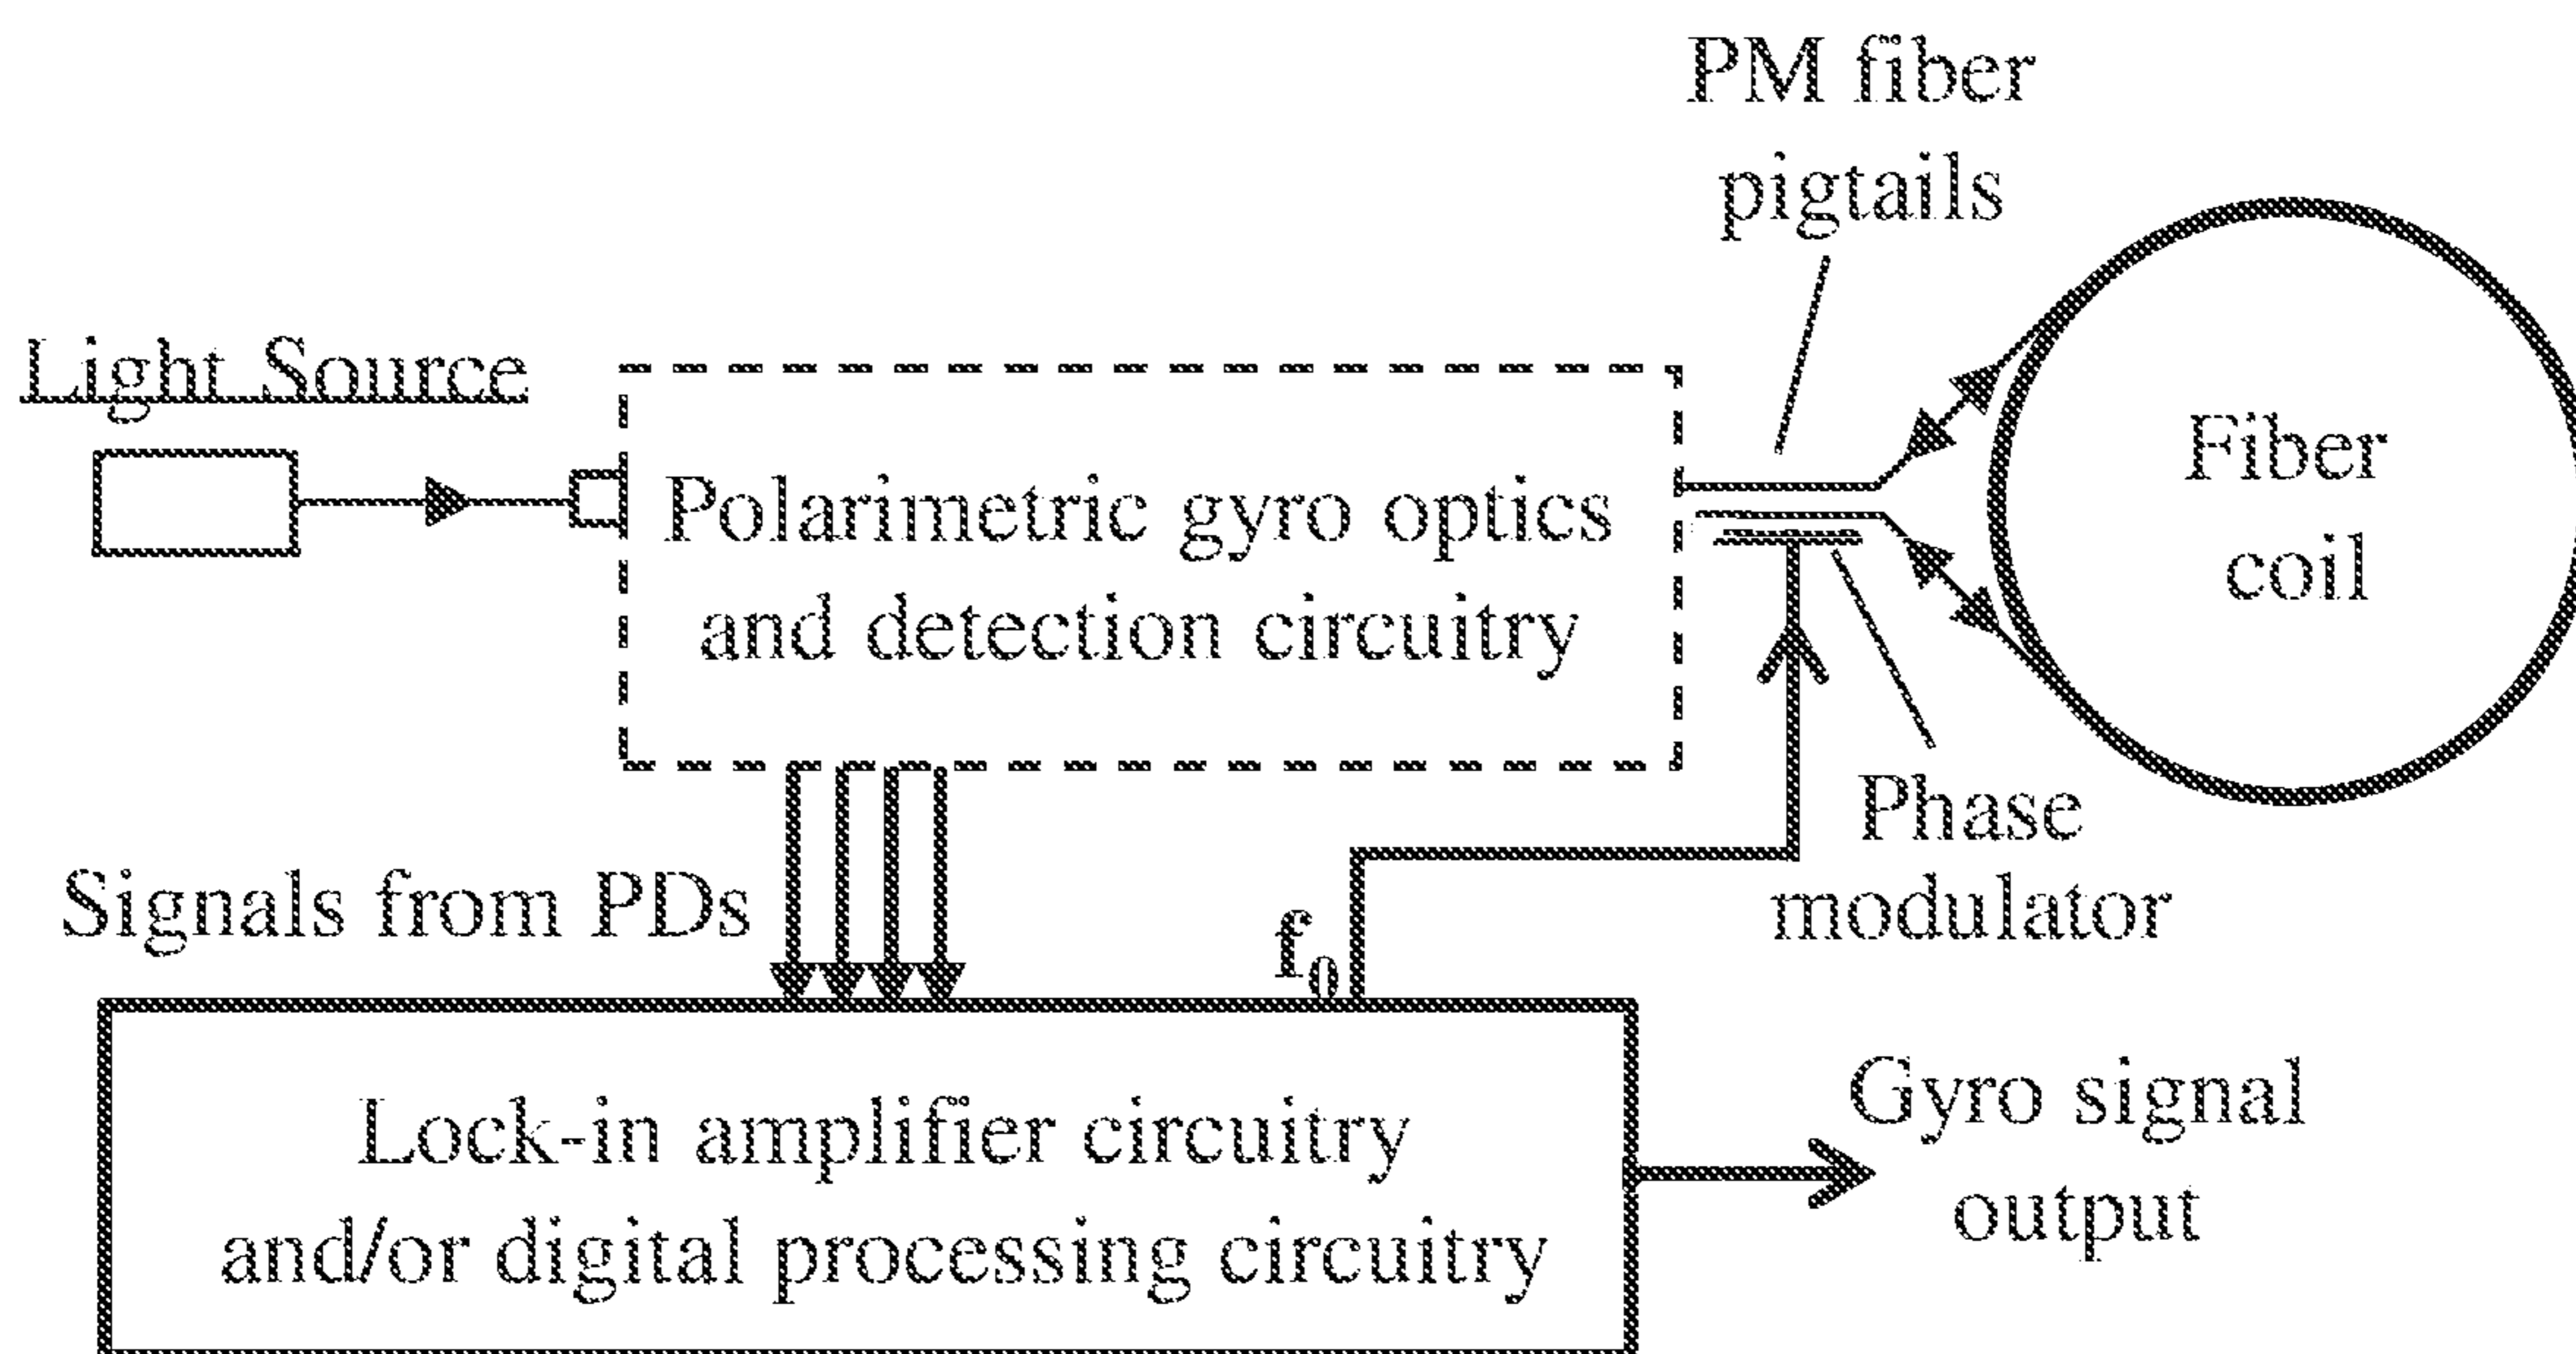 PM fiber
pigtails
Light Source
Fiber
coil
Polarimetric gyro optics
and detection circuitry
Phase
modulator
Signals from PDs
f₀
Lock-in amplifier circuitry
and/or digital processing circuitry
Gyro signal
output